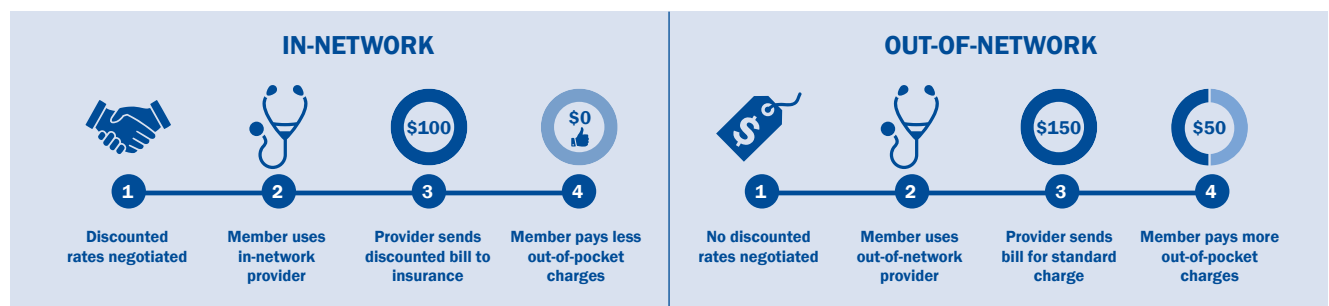 IN-NETWORK
$100
$0
1
2
3
4
Discounted
rates negotiated
Member uses
in-network
provider
Provider sends
discounted bill to
insurance
Member pays less
out-of-pocket
charges
OUT-OF-NETWORK
$
$150
$50
1
2
3
4
No discounted
rates negotiated
Member uses
out-of-network
provider
Provider sends
bill for standard
charge
Member pays more
out-of-pocket
charges